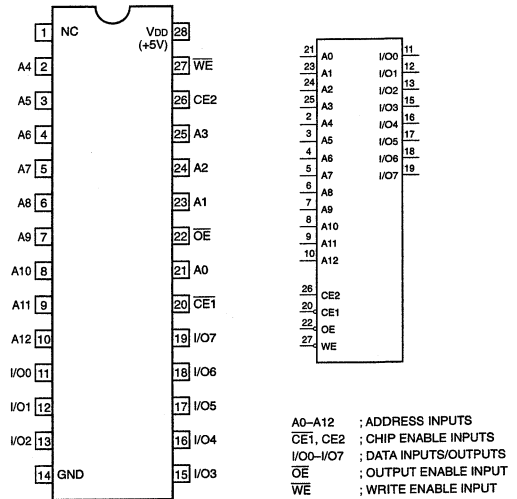 1 NC VDD 28
(+5V)
A4 2 27 W̅E̅
A5 3 26 CE2
A6 4 25 A3
A7 5 24 A2
A8 6 23 A1
A9 7 22 O̅E̅
A10 8 21 A0
A11 9 20 C̅E̅1̅
A12 10 19 I/O7
I/O0 11 18 I/O6
I/O1 12 17 I/O5
I/O2 13 16 I/O4
14 GND 15 I/O3
21 A0 I/O0 11
23 A1 I/O1 12
24 A2 I/O2 13
25 A3 I/O3 15
2 A4 I/O4 16
3 A5 I/O5 17
4 A6 I/O6 18
5 A7 I/O7 19
6 A8
7 A9
8 A10
9 A11
10 A12
26 CE2
20 CE1
22 OE
27 WE
A0–A12 ; ADDRESS INPUTS
C̅E̅1̅, CE2 ; CHIP ENABLE INPUTS
I/O0–I/O7 ; DATA INPUTS/OUTPUTS
O̅E̅ ; OUTPUT ENABLE INPUT
W̅E̅ ; WRITE ENABLE INPUT